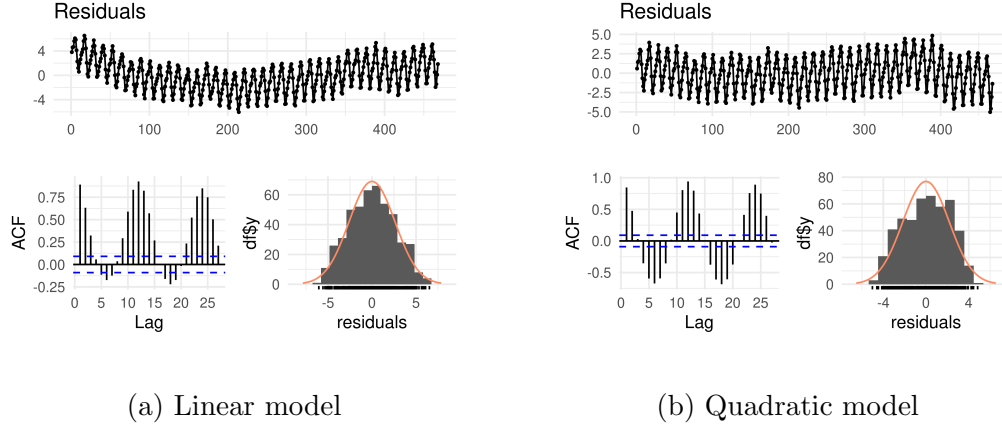 Residuals
4
0
-4
0 100 200 300 400
ACF
0.75
0.50
0.25
0.00
-0.25
0 5 10 15 20 25
Lag
df$y
60
40
20
0
-5 0 5
residuals
(a) Linear model
Residuals
5.0
2.5
0.0
-2.5
-5.0
0 100 200 300 400
ACF
1.0
0.5
0.0
-0.5
0 5 10 15 20 25
Lag
df$y
80
60
40
20
0
-4 0 4
residuals
(b) Quadratic model